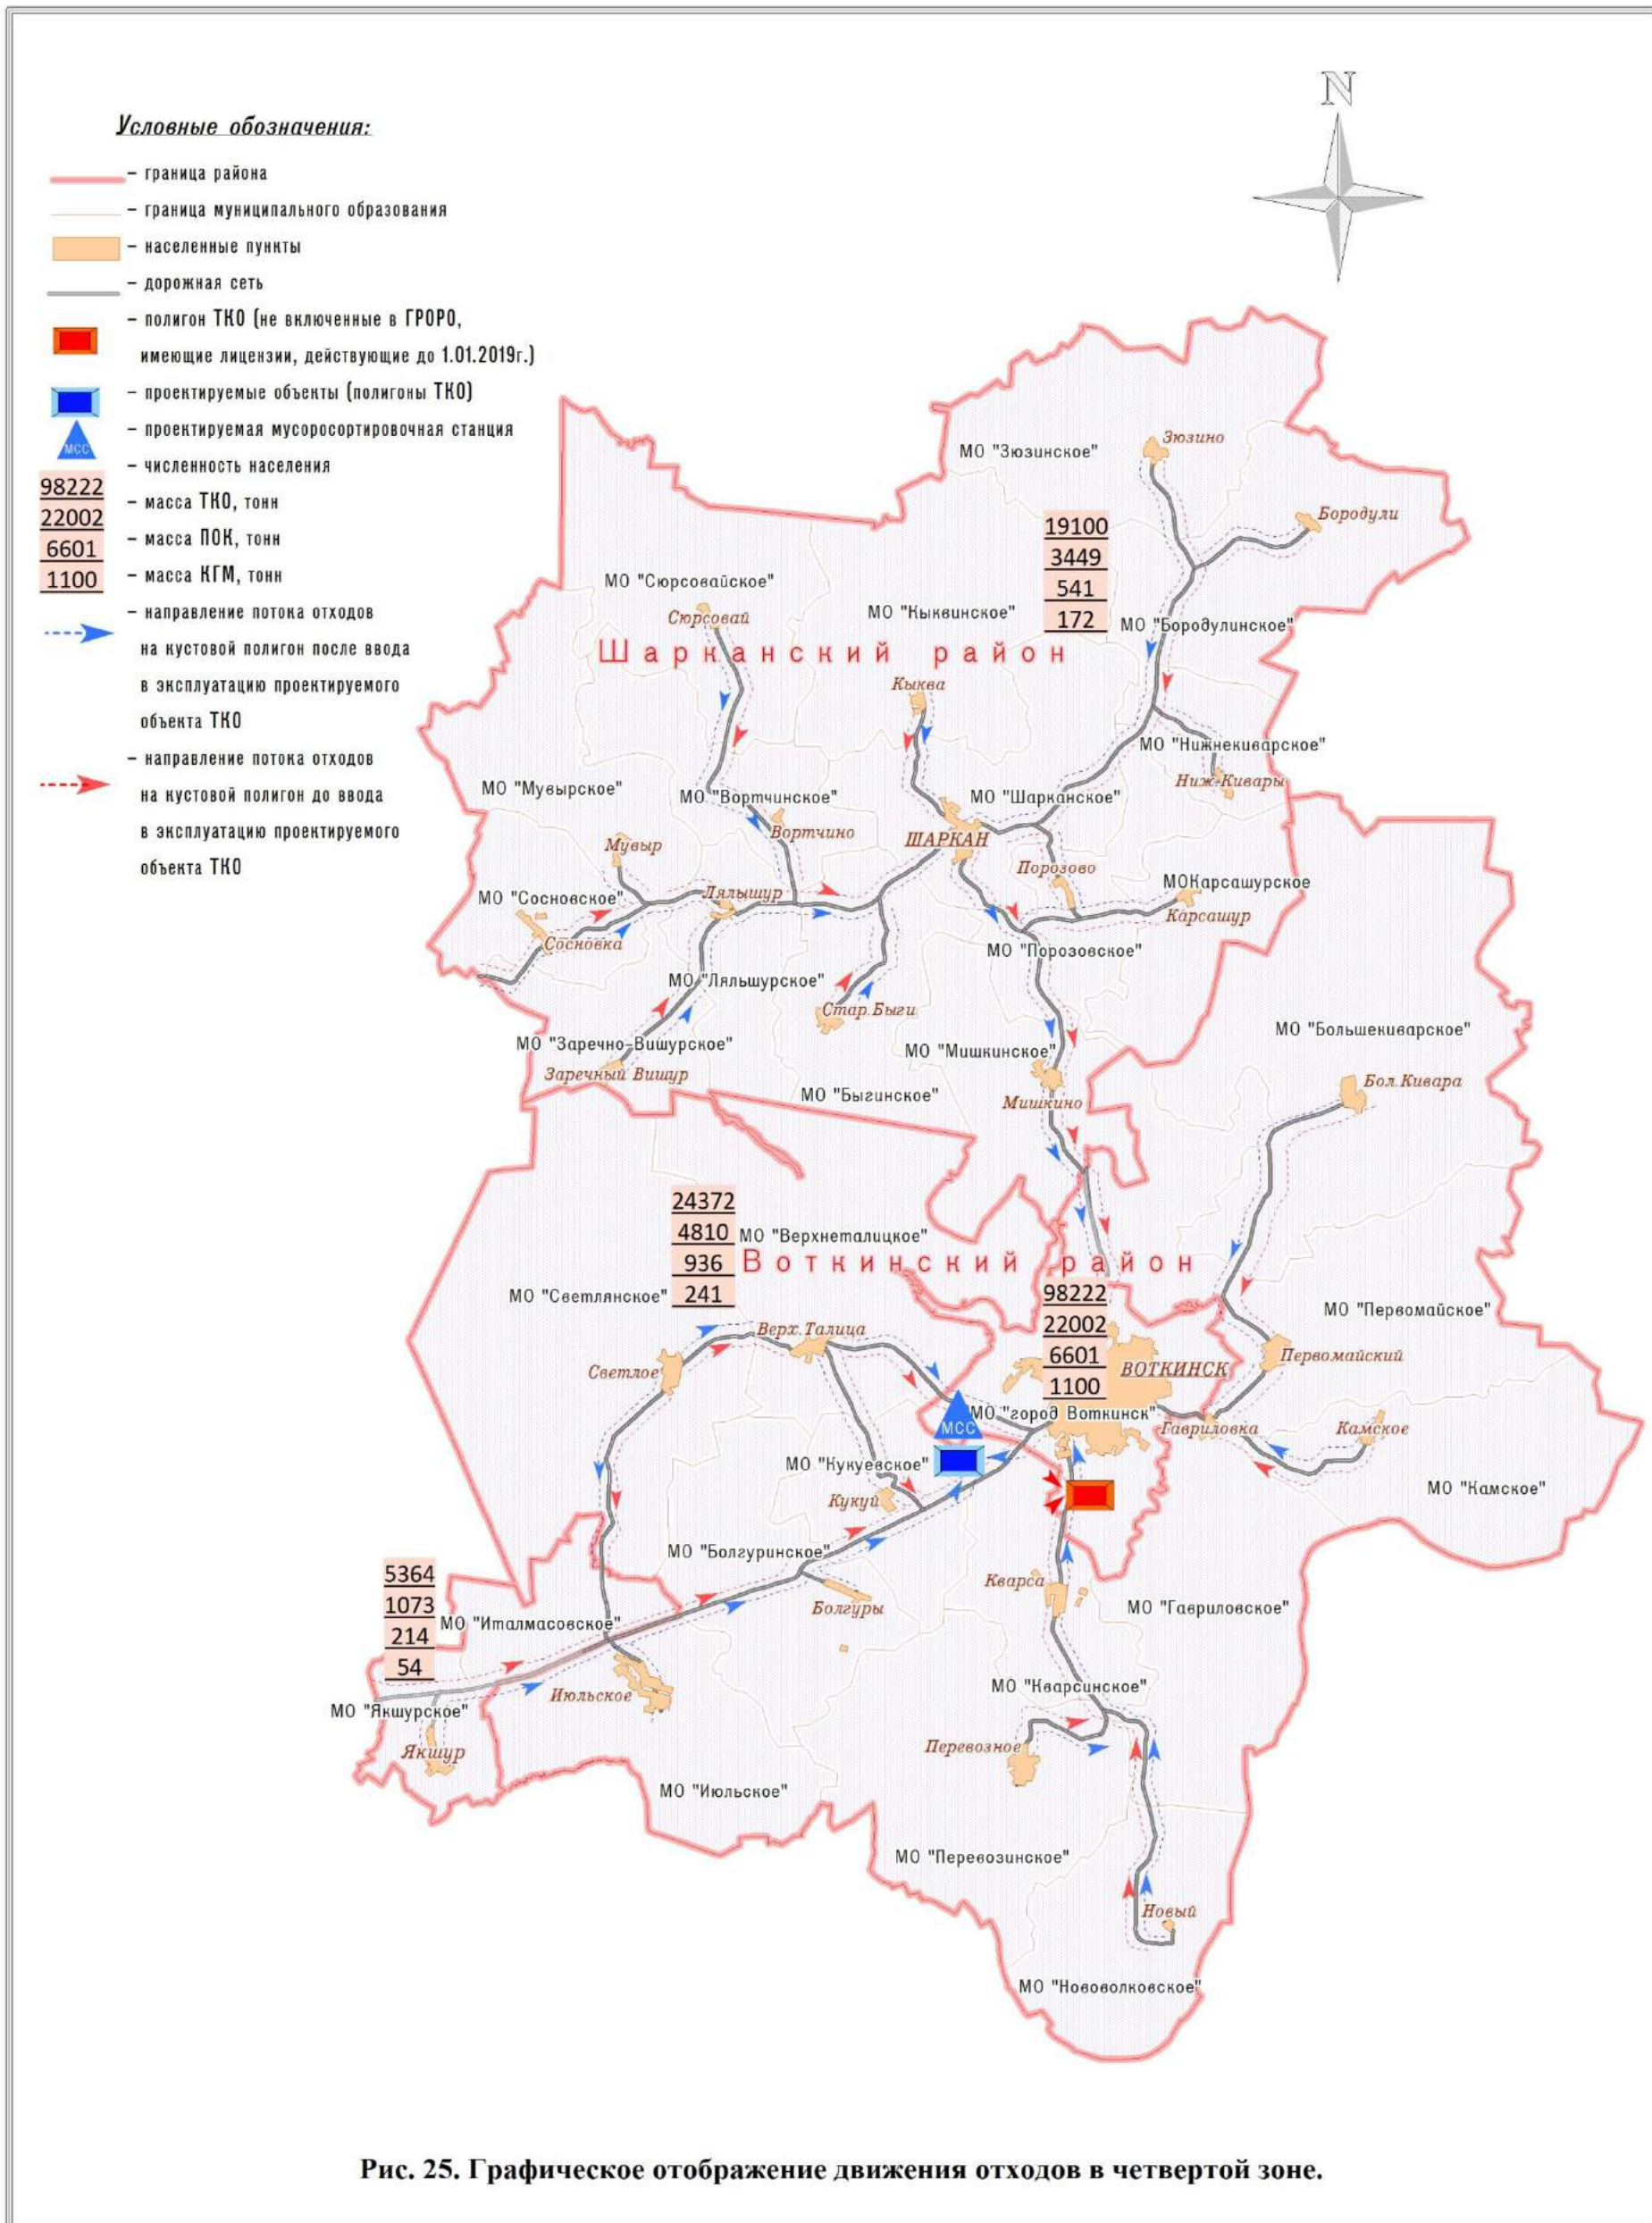 N
Условные обозначения:
– граница района
– граница муниципального образования
– населенные пункты
– дорожная сеть
– полигон ТКО (не включенные в ГРОРО,
имеющие лицензии, действующие до 1.01.2019г.)
– проектируемые объекты (полигоны ТКО)
МСС
– проектируемая мусоросортировочная станция
– численность населения
98222
– масса ТКО, тонн
22002
– масса ПОК, тонн
6601
– масса КГМ, тонн
1100
– направление потока отходов
на кустовой полигон после ввода
в эксплуатацию проектируемого
объекта ТКО
– направление потока отходов
на кустовой полигон до ввода
в эксплуатацию проектируемого
объекта ТКО
МО "Зюзинское"
Зюзино
Бородули
19100
3449
541
172
МО "Сюрсовайское"
Сюрсовай
МО "Кыквинское"
МО "Бородулинское"
Шарканский район
Кыква
МО "Нижнекиварское"
Ниж.Кивары
МО "Мувырское"
МО "Вортчинское"
МО "Шарканское"
Вортчино
ШАРКАН
Мувыр
Порозово
МОКарсашурское
МО "Сосновское"
Лялышур
Карсашур
Сосновка
МО "Порозовское"
МО "Ляльшурское"
Стар.Быги
МО "Большекиварское"
МО "Заречно-Вишурское"
МО "Мишкинское"
Заречный Вишур
МО "Быгинское"
Мишкино
Бол.Кивара
24372
4810
936
241
МО "Верхнеталицкое"
Воткинский район
МО "Светлянское"
98222
22002
6601
1100
МО "Первомайское"
Верх.Талица
Светлое
ВОТКИНСК
Первомайский
МСС
МО "город Воткинск"
Гавриловка
Камское
МО "Кукуевское"
Кукуй
МО "Камское"
МО "Болгуринское"
5364
1073
214
54
Кварса
Болгуры
МО "Гавриловское"
МО "Италмасовское"
Июльское
МО "Кварсинское"
МО "Якшурское"
Якшур
Перевозное
МО "Июльское"
МО "Перевозинское"
Новый
МО "Нововолковское"
Рис. 25. Графическое отображение движения отходов в четвертой зоне.